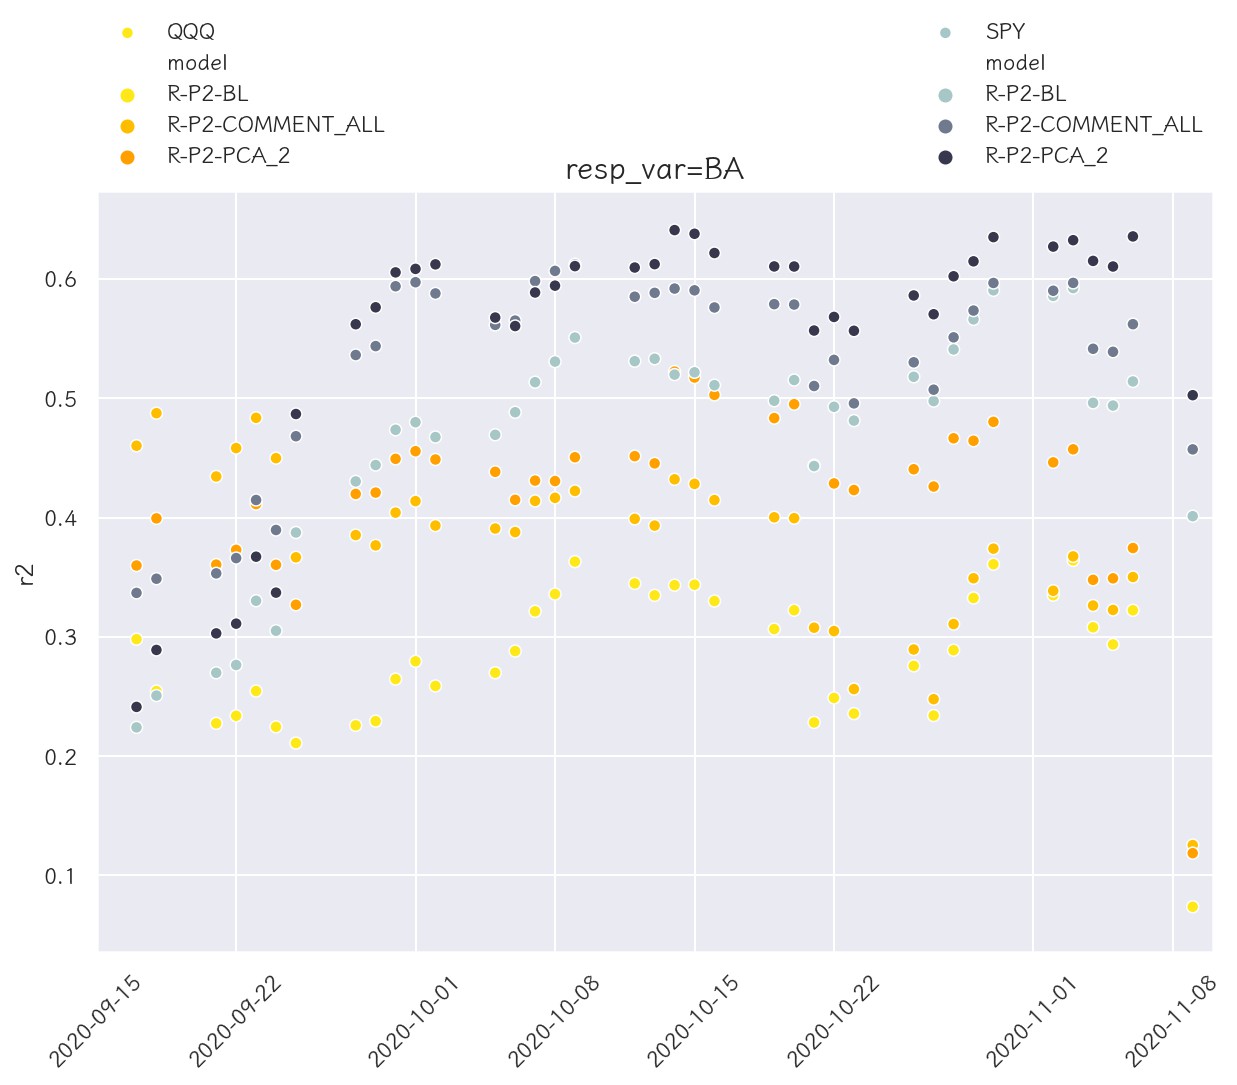 QQQ
model
R-P2-BL
R-P2-COMMENT_ALL
R-P2-PCA_2
SPY
model
R-P2-BL
R-P2-COMMENT_ALL
R-P2-PCA_2
resp_var=BA
r2
0.6
0.5
0.4
0.3
0.2
0.1
2020-09-15
2020-09-22
2020-10-01
2020-10-08
2020-10-15
2020-10-22
2020-11-01
2020-11-08